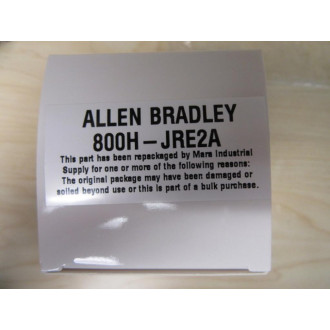 ALLEN BRADLEY
800H-JRE2A
This part has been repackaged by Mara Industrial
Supply for one or more of the following reasons:
The original package may have been damaged or
soiled beyond use or this is part of a bulk purchase.